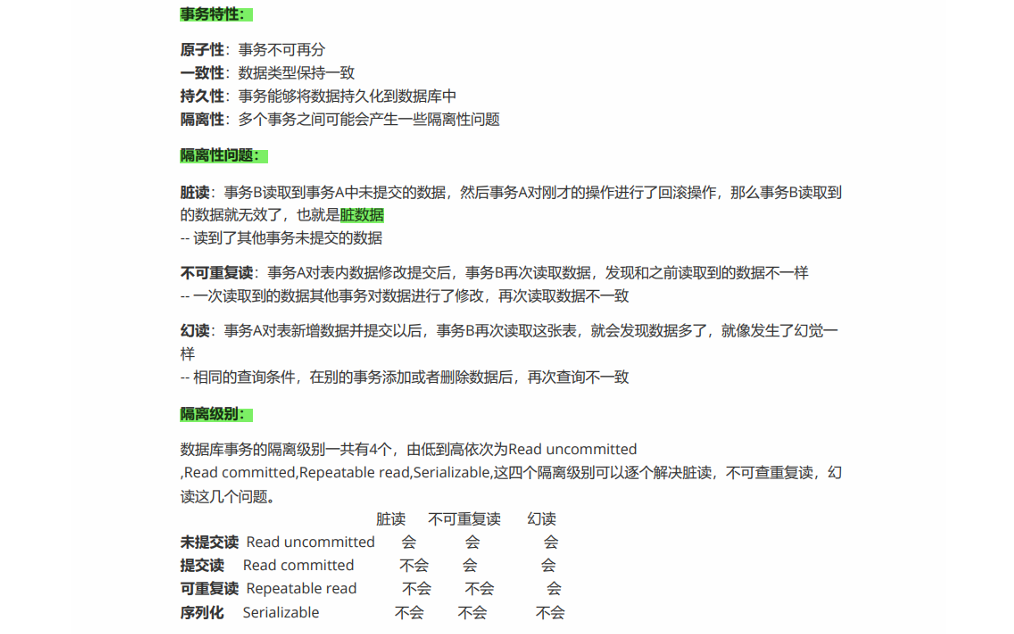 事务特性：
原子性：事务不可再分
一致性：数据类型保持一致
持久性：事务能够将数据持久化到数据库中
隔离性：多个事务之间可能会产生一些隔离性问题
隔离性问题：
脏读：事务B读取到事务A中未提交的数据，然后事务A对刚才的操作进行了回滚操作，那么事务B读取到
的数据就无效了，也就是脏数据
-- 读到了其他事务未提交的数据
不可重复读：事务A对表内数据修改提交后，事务B再次读取数据，发现和之前读取到的数据不一样
-- 一次读取到的数据其他事务对数据进行了修改，再次读取数据不一致
幻读：事务A对表新增数据并提交以后，事务B再次读取这张表，就会发现数据多了，就像发生了幻觉一
样
-- 相同的查询条件，在别的事务添加或者删除数据后，再次查询不一致
隔离级别：
数据库事务的隔离级别一共有4个，由低到高依次为Read uncommitted
,Read committed,Repeatable read,Serializable,这四个隔离级别可以逐个解决脏读，不可查重复读，幻
读这几个问题。
脏读 不可重复读 幻读
未提交读 Read uncommitted 会 会 会
提交读 Read committed 不会 会 会
可重复读 Repeatable read 不会 不会 会
序列化 Serializable 不会 不会 不会